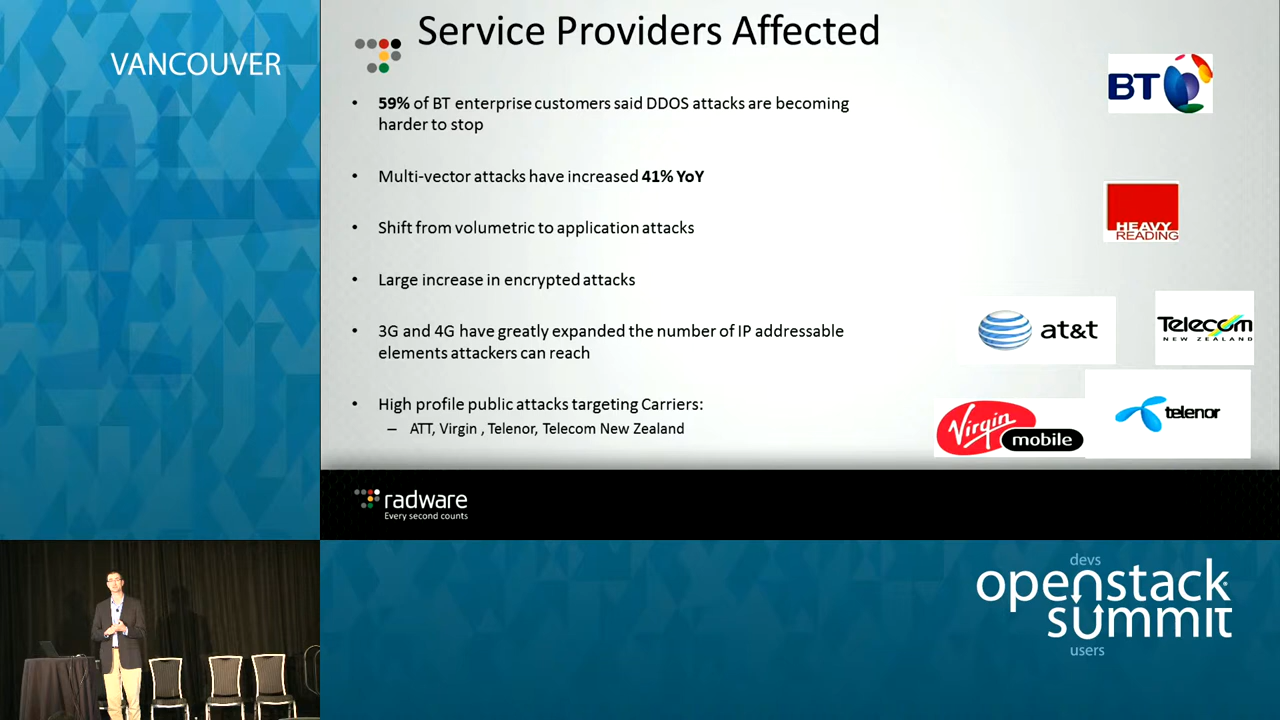 VANCOUVER
Service Providers Affected
• 59% of BT enterprise customers said DDOS attacks are becoming
harder to stop
• Multi-vector attacks have increased 41% YoY
• Shift from volumetric to application attacks
• Large increase in encrypted attacks
• 3G and 4G have greatly expanded the number of IP addressable
elements attackers can reach
• High profile public attacks targeting Carriers:
– ATT, Virgin , Telenor, Telecom New Zealand
BT
HEAVY
READING
at&t
Telecom
NEW ZEALAND
Virgin
mobile
telenor
radware
Every second counts
devs
openstack
summit
users